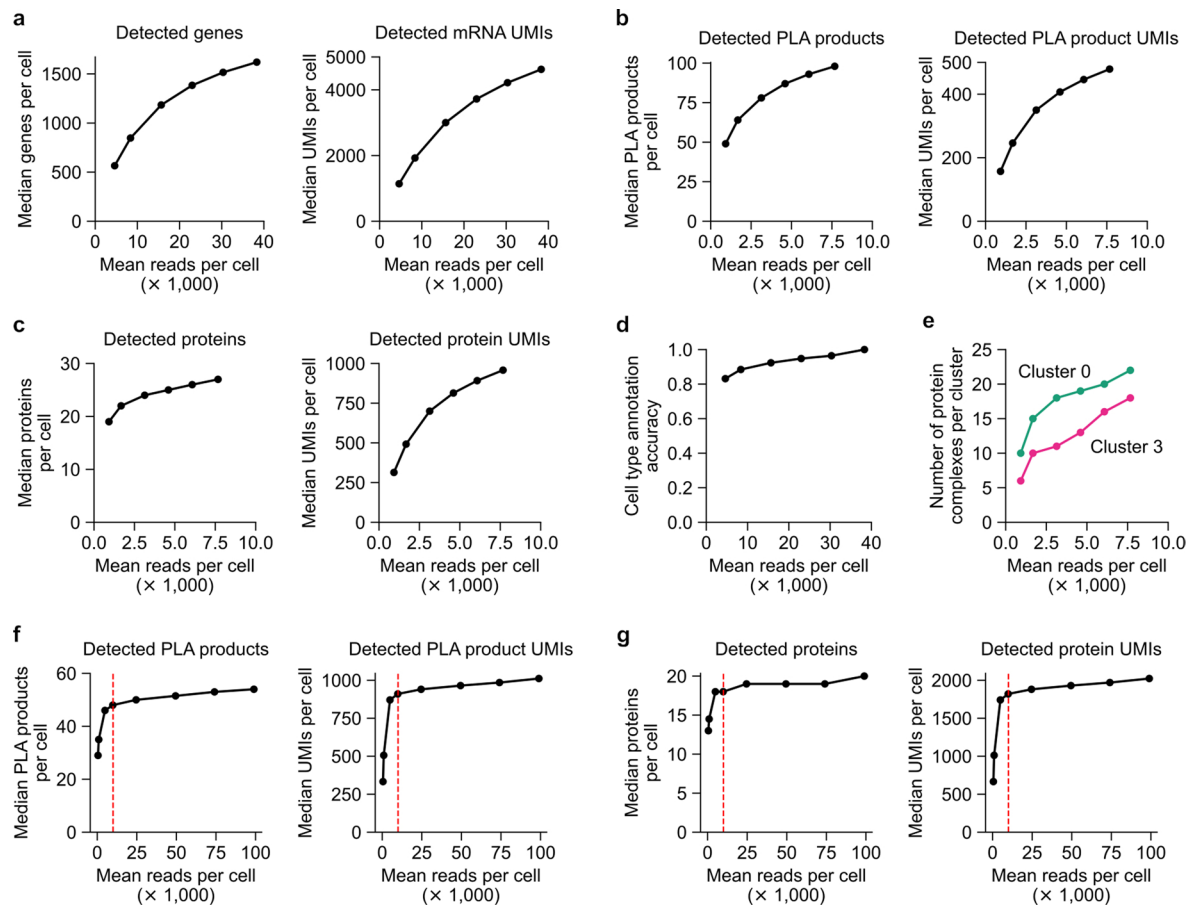 a
Detected genes
Median genes per cell
1500
1000
500
0
0 10 20 30 40
Mean reads per cell
(× 1,000)
Detected mRNA UMIs
Median UMIs per cell
5000
4000
2000
0
0 10 20 30 40
Mean reads per cell
(× 1,000)
b
Detected PLA products
Median PLA products
per cell
100
75
50
25
0
0.0 2.5 5.0 7.5 10.0
Mean reads per cell
(× 1,000)
Detected PLA product UMIs
Median UMIs per cell
500
400
200
0
0.0 2.5 5.0 7.5 10.0
Mean reads per cell
(× 1,000)
c
Detected proteins
Median proteins
per cell
30
20
10
0
0.0 2.5 5.0 7.5 10.0
Mean reads per cell
(× 1,000)
Detected protein UMIs
Median UMIs per cell
1000
750
500
250
0
0.0 2.5 5.0 7.5 10.0
Mean reads per cell
(× 1,000)
d
Cell type annotation
accuracy
1.0
0.8
0.6
0.4
0.2
0.0
0 10 20 30 40
Mean reads per cell
(× 1,000)
e
Number of protein
complexes per cluster
25
20
15
10
5
0
Cluster 0
Cluster 3
0.0 2.5 5.0 7.5 10.0
Mean reads per cell
(× 1,000)
f
Detected PLA products
Median PLA products
per cell
60
40
20
0
0 25 50 75 100
Mean reads per cell
(× 1,000)
Detected PLA product UMIs
Median UMIs per cell
1000
750
500
250
0
0 25 50 75 100
Mean reads per cell
(× 1,000)
g
Detected proteins
Median proteins
per cell
20
15
10
5
0
0 25 50 75 100
Mean reads per cell
(× 1,000)
Detected protein UMIs
Median UMIs per cell
2000
1500
1000
500
0
0 25 50 75 100
Mean reads per cell
(× 1,000)